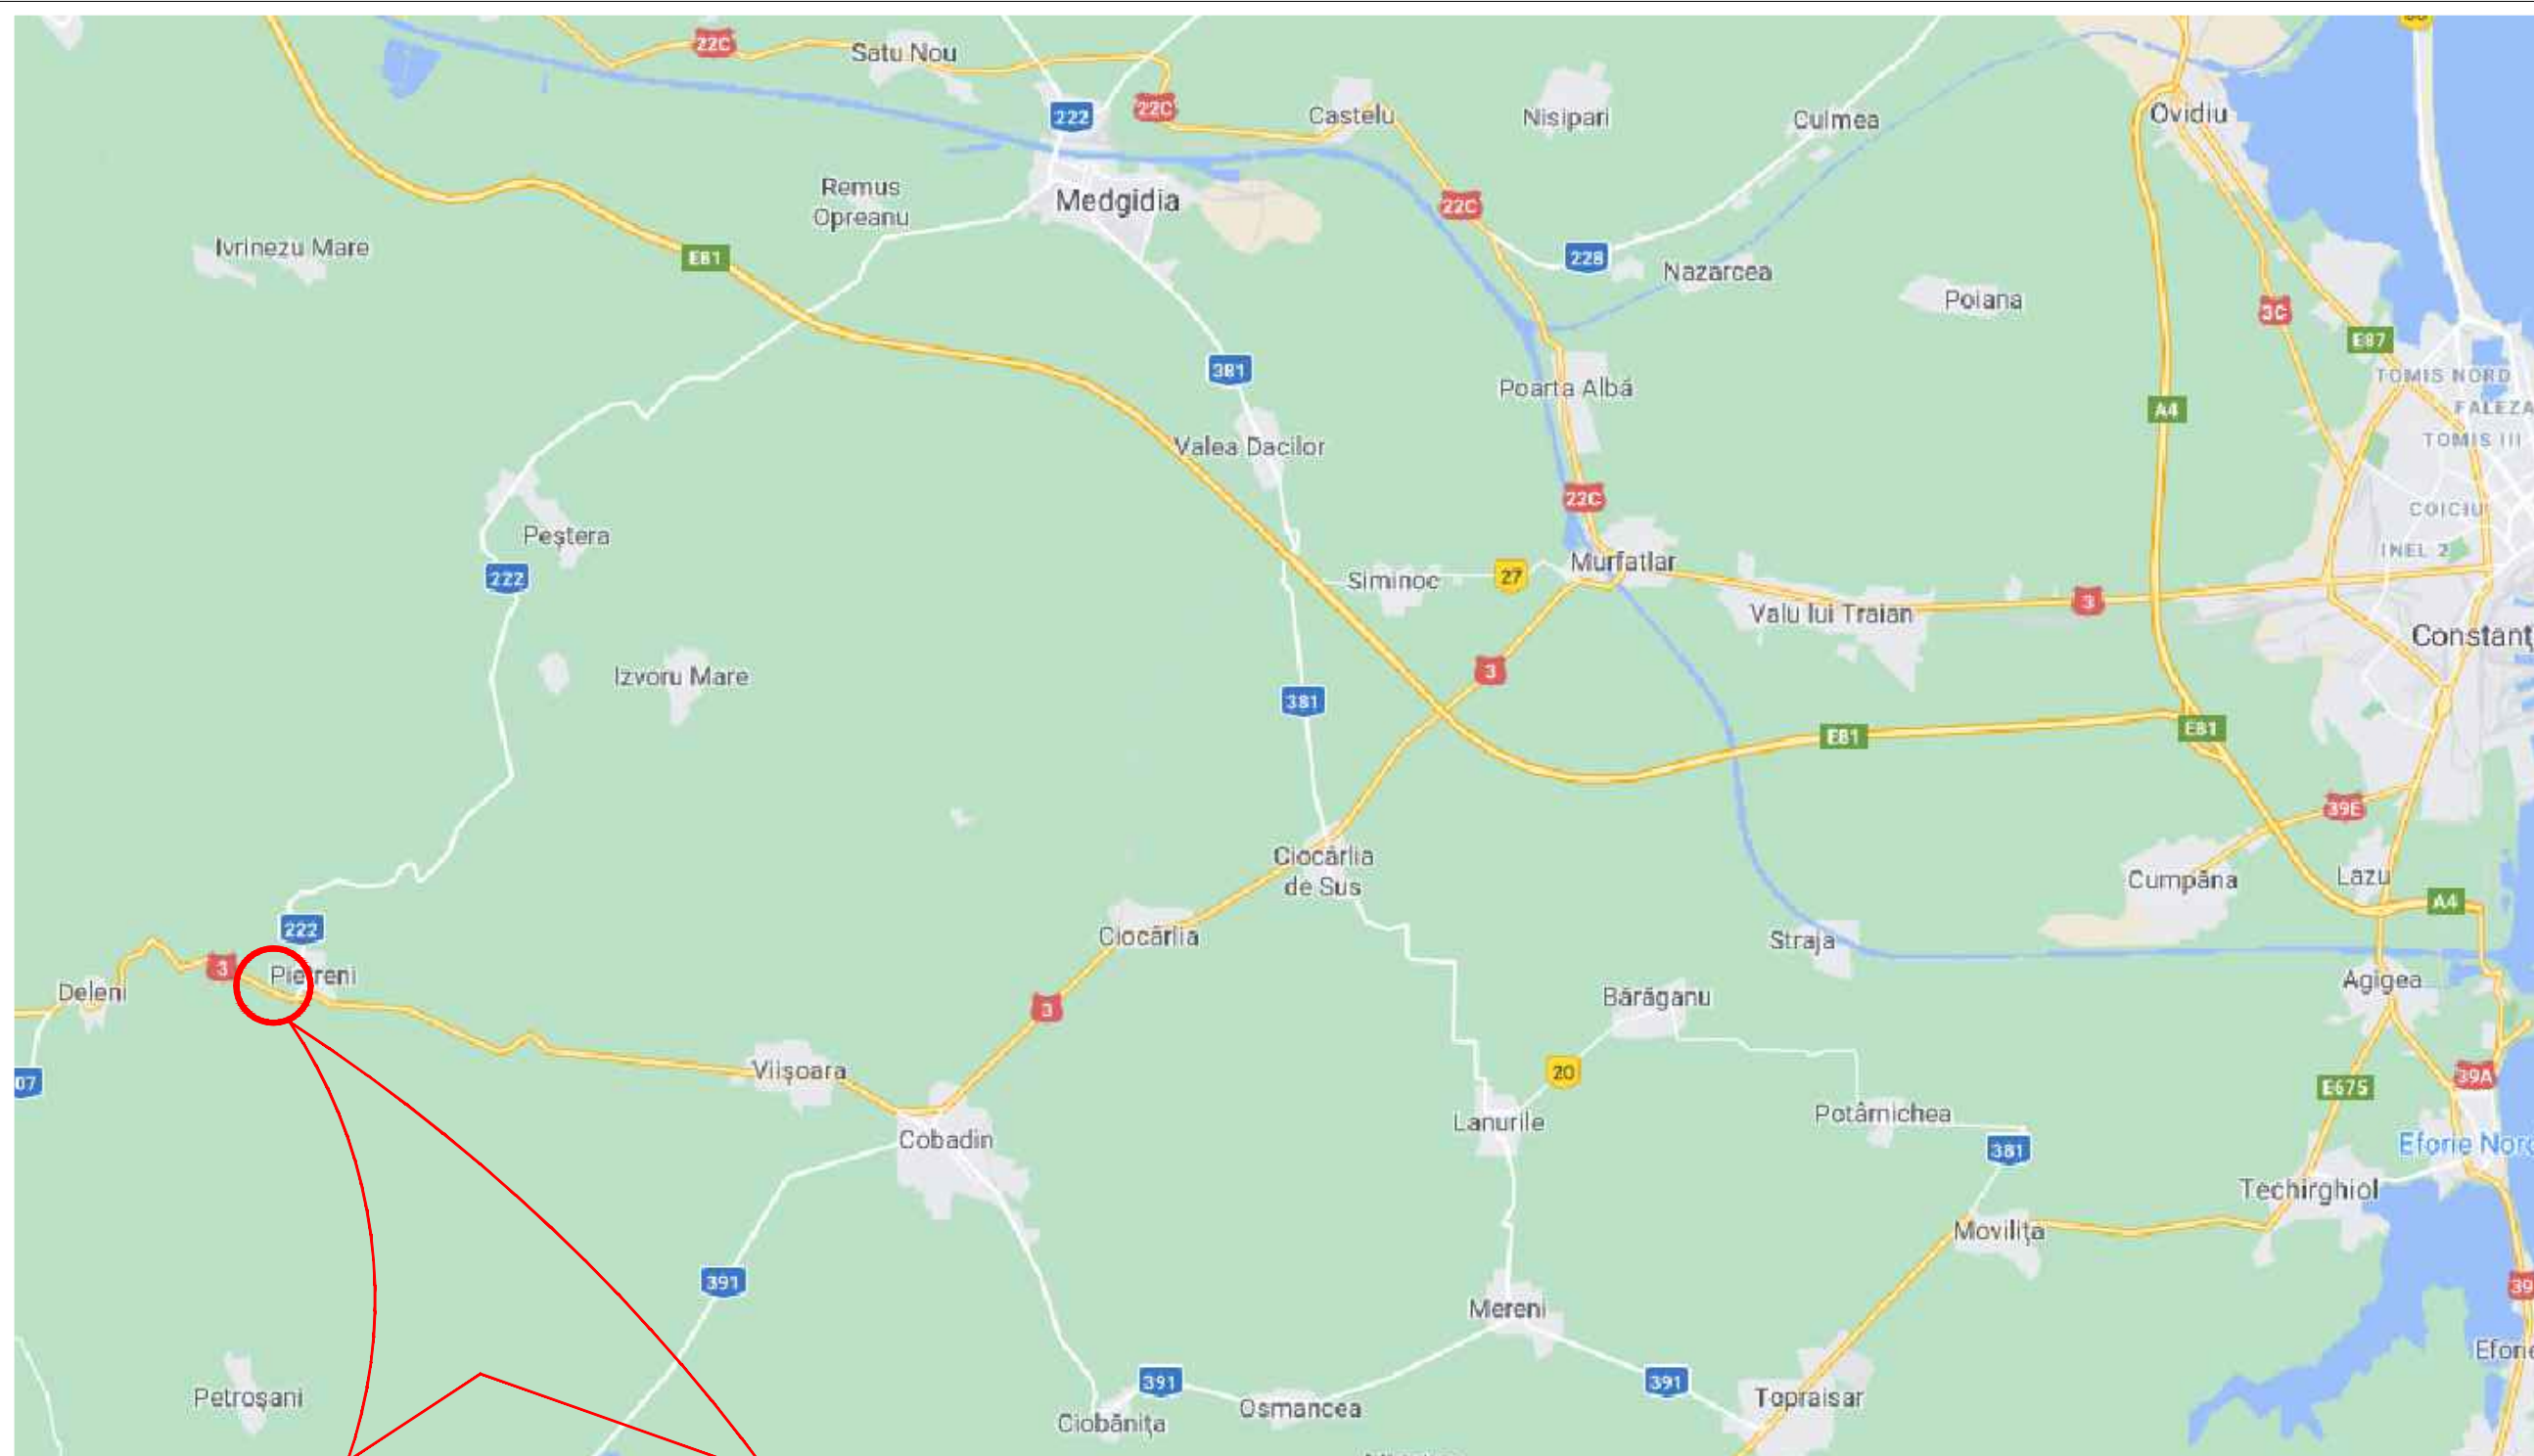 22C
Satu Nou
222
22C
Castelu
Nisipari
Culmea
Ovidiu
Remus
Opreanu
Medgidia
22C
Ivrinezu Mare
E81
228
Nazarcea
Poiana
3C
E87
381
Poarta Albă
TOMIS NORD
A4
FALEZA
Valea Dacilor
TOMIS III
22C
COICIU
Peștera
INEL 2
222
Siminoc
27
Murfatlar
3
Valu lui Traian
Constanț
Izvoru Mare
3
381
E81
E81
39E
Ciocârlia
de Sus
Cumpăna
Lazu
A4
222
Ciocârlia
Straja
3
Pietreni
Deleni
Agigea
Bărăganu
3
07
Viișoara
20
39A
E675
Cobadin
Lanurile
Potârnichea
381
Eforie Nord
Techirghiol
Movilița
391
39
Mereni
Eforie
391
391
Petroșani
Osmancea
Topraisar
Ciobănița